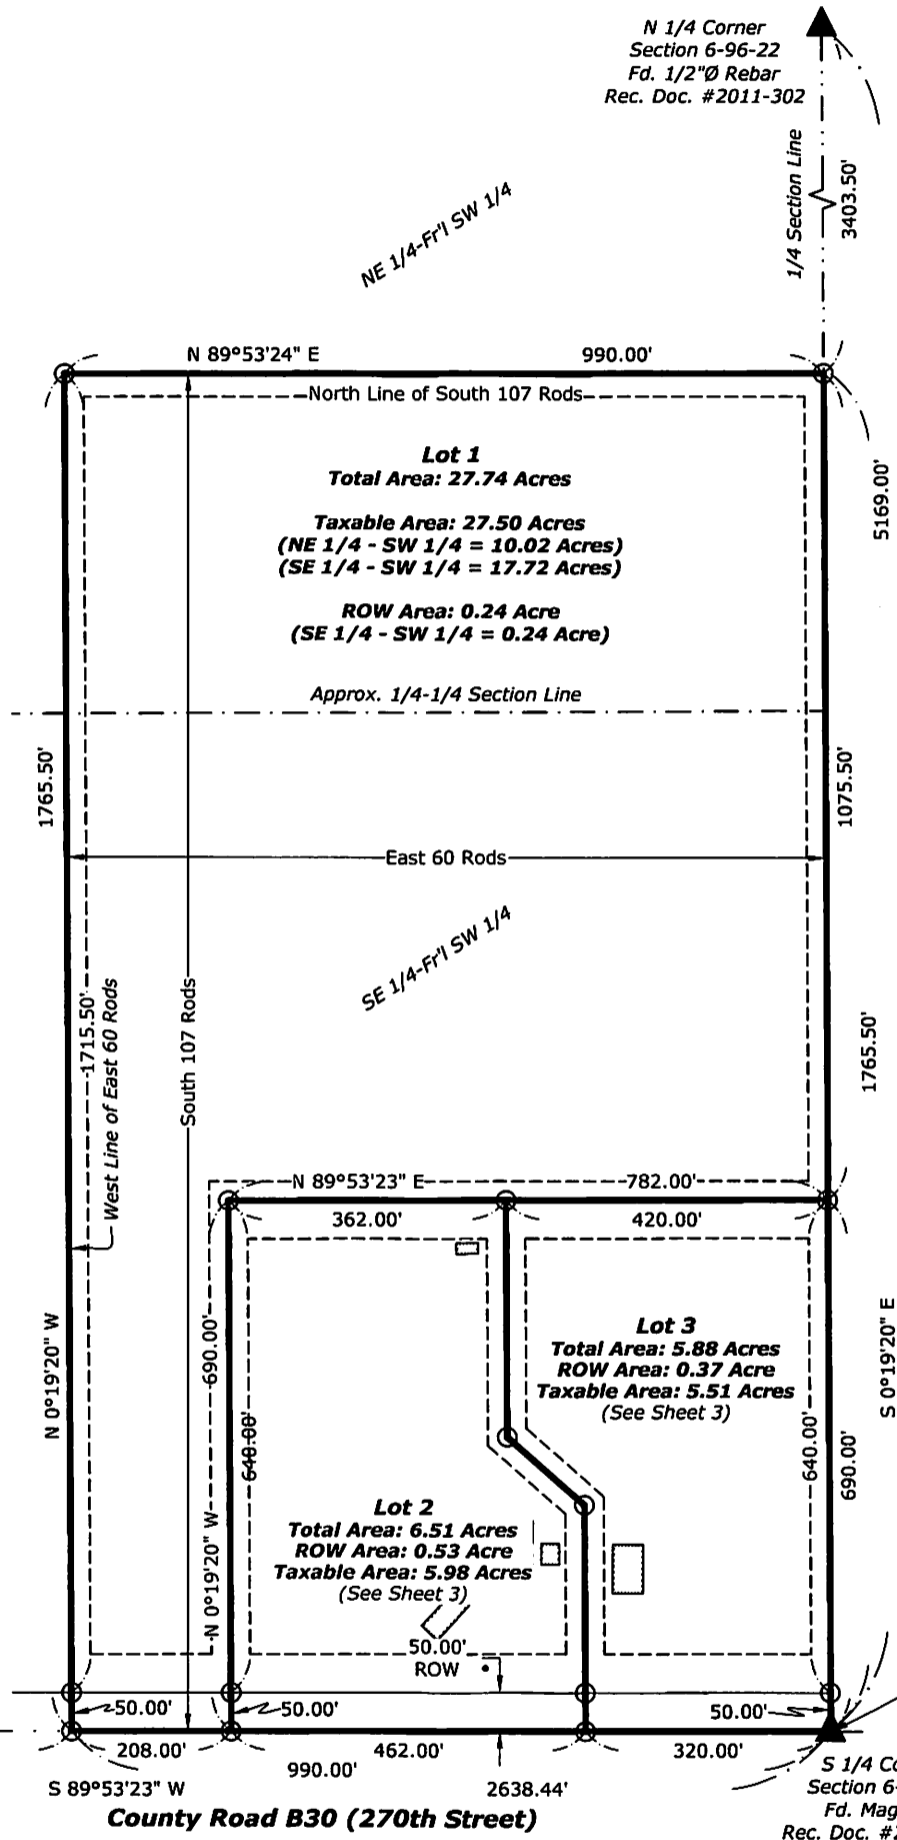 N 1/4 Corner
Section 6-96-22
Fd. 1/2"Ø Rebar
Rec. Doc. #2011-302
1/4 Section Line
3403.50'
NE 1/4-Fr'l SW 1/4
N 89°53'24" E
990.00'
North Line of South 107 Rods
Lot 1
Total Area: 27.74 Acres
Taxable Area: 27.50 Acres
(NE 1/4 - SW 1/4 = 10.02 Acres)
(SE 1/4 - SW 1/4 = 17.72 Acres)
ROW Area: 0.24 Acre
(SE 1/4 - SW 1/4 = 0.24 Acre)
5169.00'
Approx. 1/4-1/4 Section Line
1765.50'
1075.50'
East 60 Rods
SE 1/4-Fr'l SW 1/4
1715.50'
West Line of East 60 Rods
South 107 Rods
1765.50'
N 89°53'23" E
782.00'
362.00'
420.00'
N 0°19'20" W
690.00'
N 0°19'20" W
640.00'
Lot 3
Total Area: 5.88 Acres
ROW Area: 0.37 Acre
Taxable Area: 5.51 Acres
(See Sheet 3)
S 0°19'20" E
640.00'
690.00'
Lot 2
Total Area: 6.51 Acres
ROW Area: 0.53 Acre
Taxable Area: 5.98 Acres
(See Sheet 3)
50.00'
ROW
50.00'
50.00'
50.00'
208.00'
462.00'
320.00'
990.00'
S 89°53'23" W
2638.44'
County Road B30 (270th Street)
S 1/4 Co
Section 6-
Fd. Mag
Rec. Doc. #